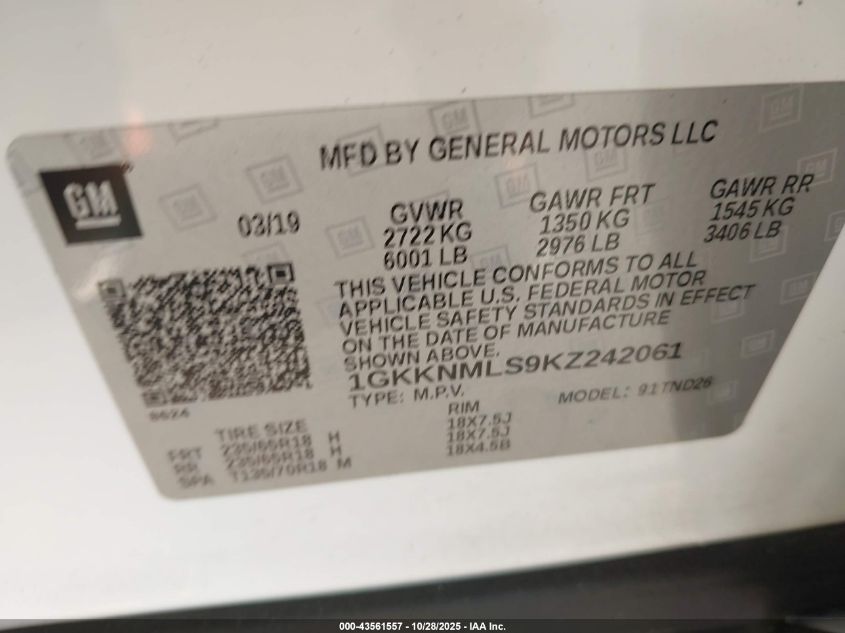 GM
MFD BY GENERAL MOTORS LLC
03/19
GVWR
2722 KG
6001 LB
GAWR FRT
1350 KG
2976 LB
GAWR RR
1545 KG
3406 LB
THIS VEHICLE CONFORMS TO ALL
APPLICABLE U.S. FEDERAL MOTOR
VEHICLE SAFETY STANDARDS IN EFFECT
ON THE DATE OF MANUFACTURE
SHOWN ABOVE.
1GKKNMLS9KZ242061
TYPE: M.P.V.
MODEL: 91TND26
8624
TIRE SIZE
RIM
FRT 235/65R18 H 18X7.5J
RR 235/65R18 H 18X7.5J
SPA T135/70R18 M 18X4.5B
000-43561557 - 10/28/2025 - IAA Inc.